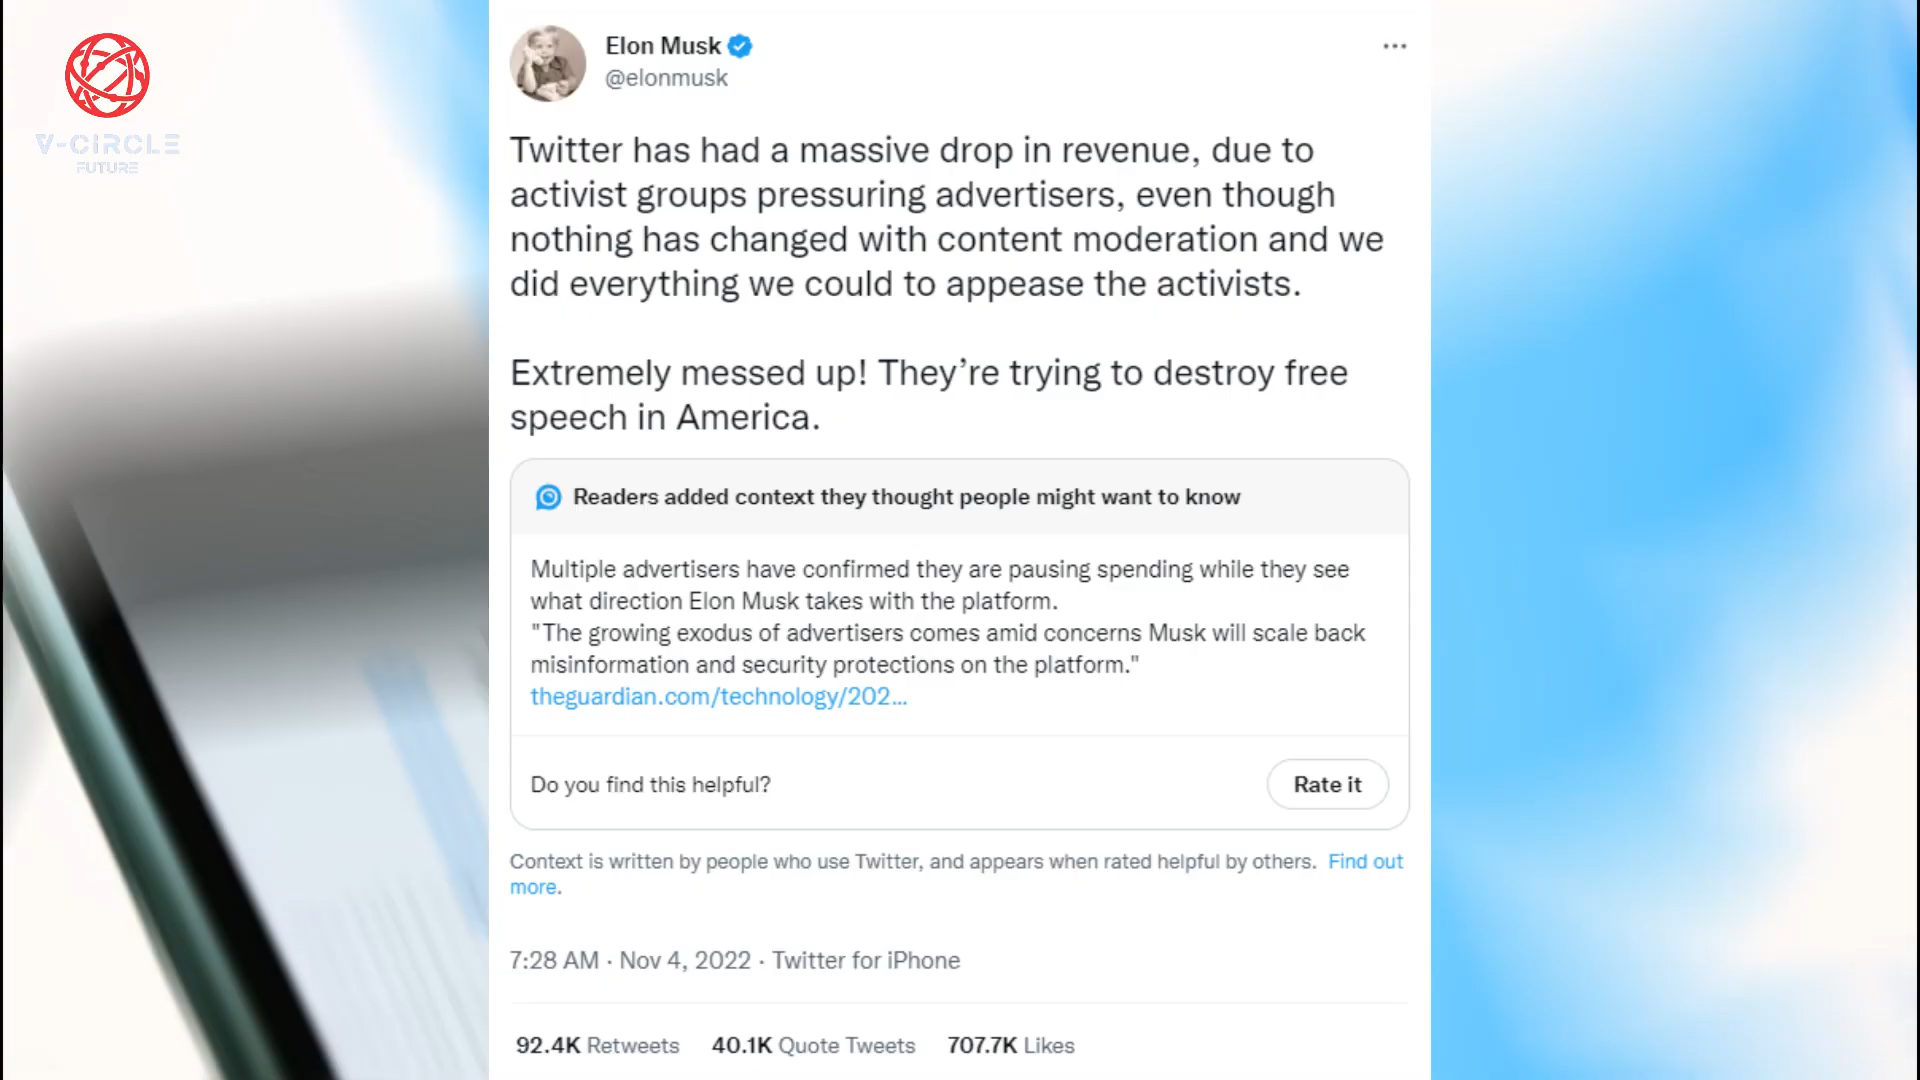 V-CIRCLE
FUTURE
Elon Musk
@elonmusk
Twitter has had a massive drop in revenue, due to
activist groups pressuring advertisers, even though
nothing has changed with content moderation and we
did everything we could to appease the activists.
Extremely messed up! They’re trying to destroy free
speech in America.
Readers added context they thought people might want to know
Multiple advertisers have confirmed they are pausing spending while they see
what direction Elon Musk takes with the platform.
"The growing exodus of advertisers comes amid concerns Musk will scale back
misinformation and security protections on the platform."
theguardian.com/technology/202...
Do you find this helpful?
Rate it
Context is written by people who use Twitter, and appears when rated helpful by others. Find out
more.
7:28 AM · Nov 4, 2022 · Twitter for iPhone
92.4K Retweets 40.1K Quote Tweets 707.7K Likes